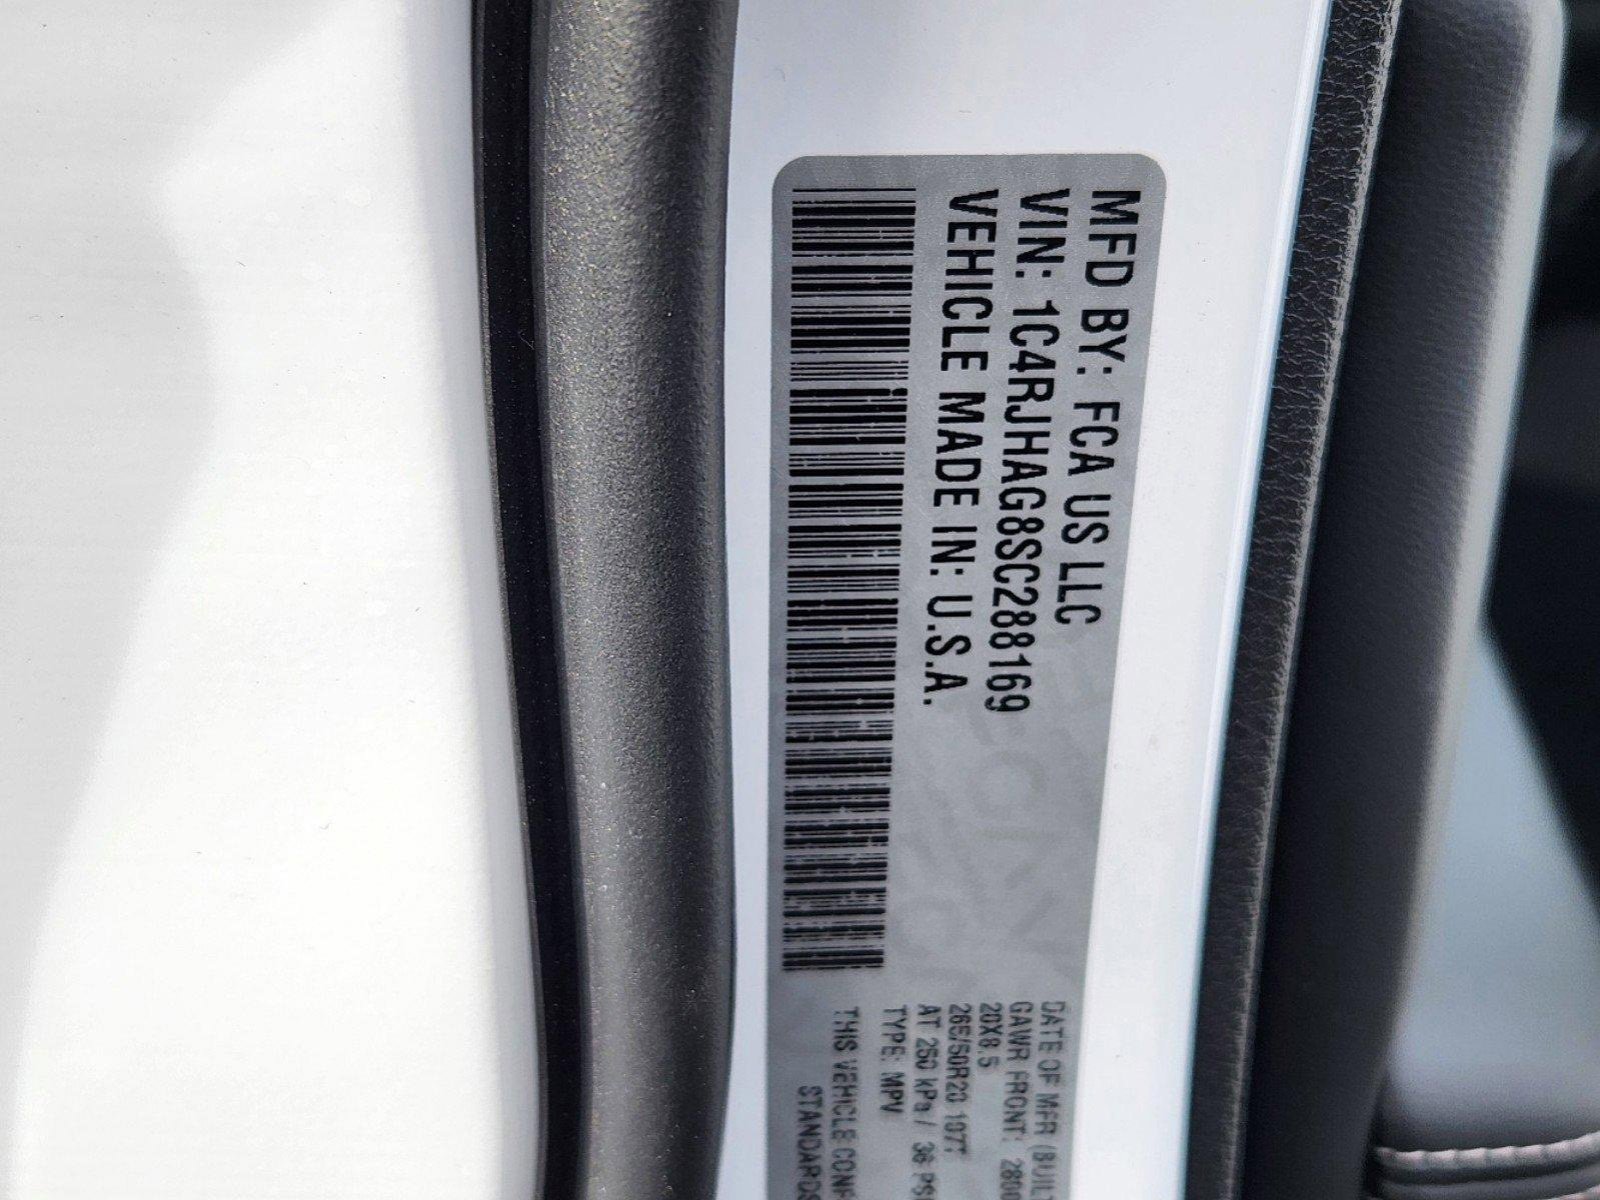 MFD BY: FCA US LLC
VIN: 1C4RJHAG8SC288169
VEHICLE MADE IN: U.S.A.
DATE OF MFR
GAWR FRONT:
20X8.5
265/50R20 107T
AT 250 kPa / 36 PSI
TYPE: MPV
THIS VEHICLE
STANDARDS